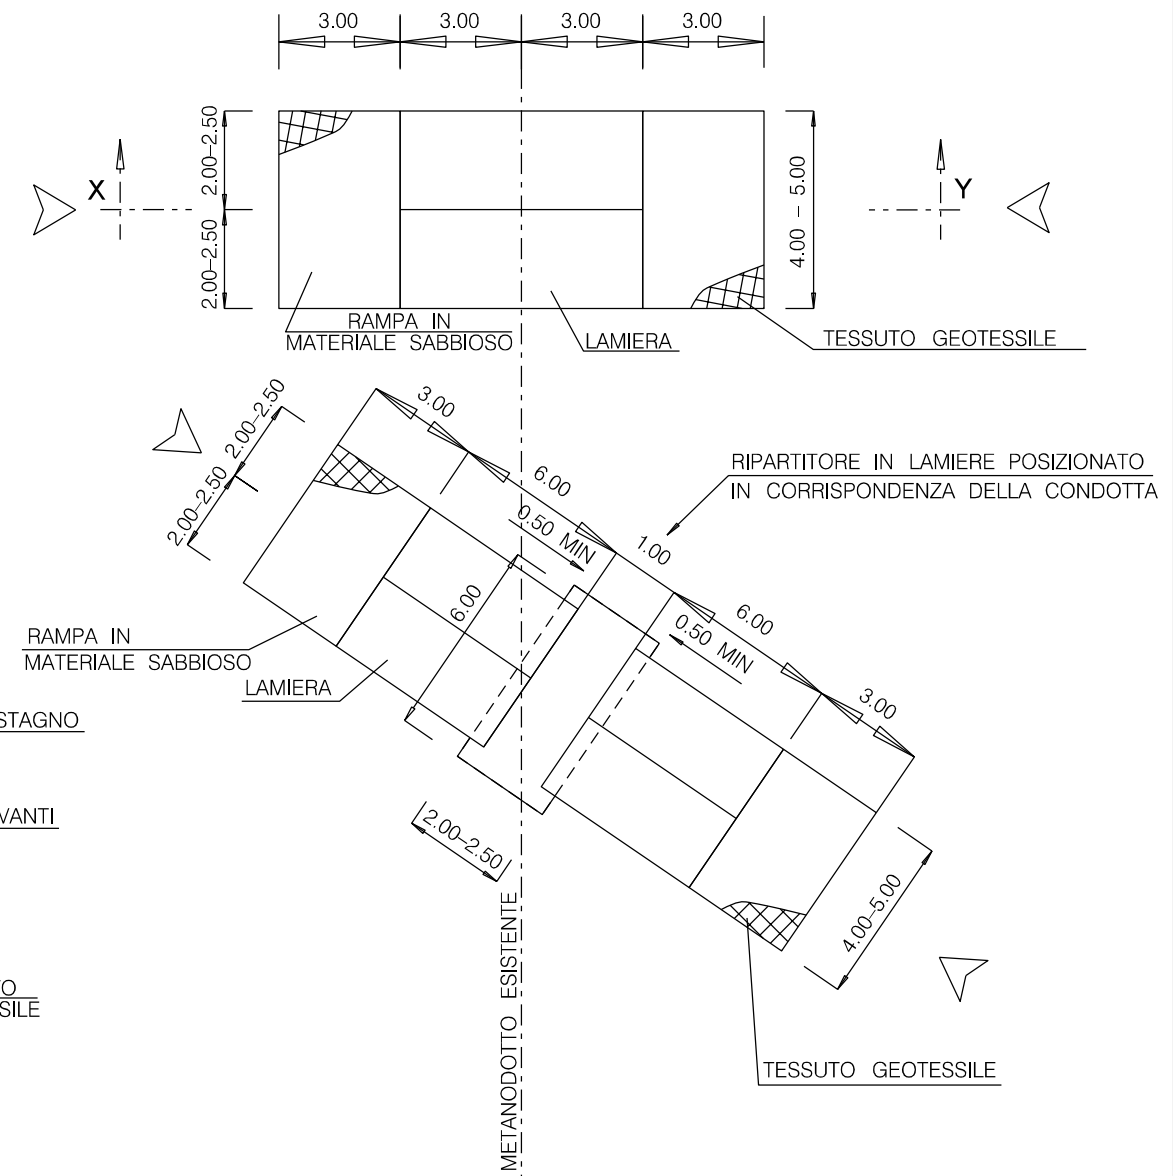 3.00 3.00 3.00 3.00
2.00–2.50
2.00–2.50
X
Y
4.00 – 5.00
RAMPA IN
MATERIALE SABBIOSO
LAMIERA
TESSUTO GEOTESSILE
2.00–2.50
2.00–2.50
3.00
6.00
0.50 MIN
1.00
6.00
0.50 MIN
3.00
RIPARTITORE IN LAMIERE POSIZIONATO
IN CORRISPONDENZA DELLA CONDOTTA
6.00
RAMPA IN
MATERIALE SABBIOSO
LAMIERA
STAGNO
VANTI
2.00–2.50
4.00–5.00
TO
SILE
METANODOTTO ESISTENTE
TESSUTO GEOTESSILE